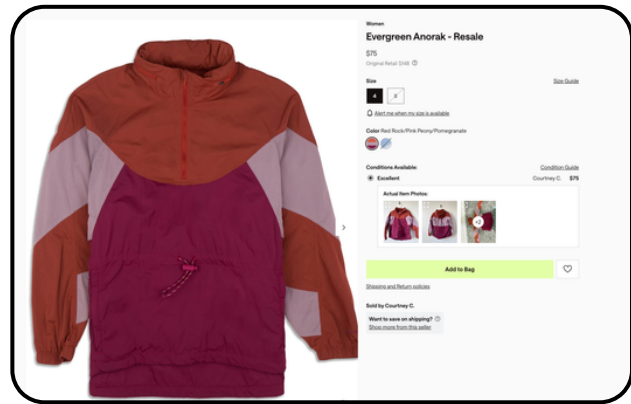 Women
Evergreen Anorak - Resale
$75
Original Retail $148
Size
Size Guide
4
8
Alert me when my size is available
Color Red Rock/Pink Peony/Pomegranate
Conditions Available:
Condition Guide
Excellent
Courtney C. $75
Actual Item Photos:
+2
Add to Bag
Shipping and Return policies
Sold by Courtney C.
Want to save on shipping?
Shop more from this seller